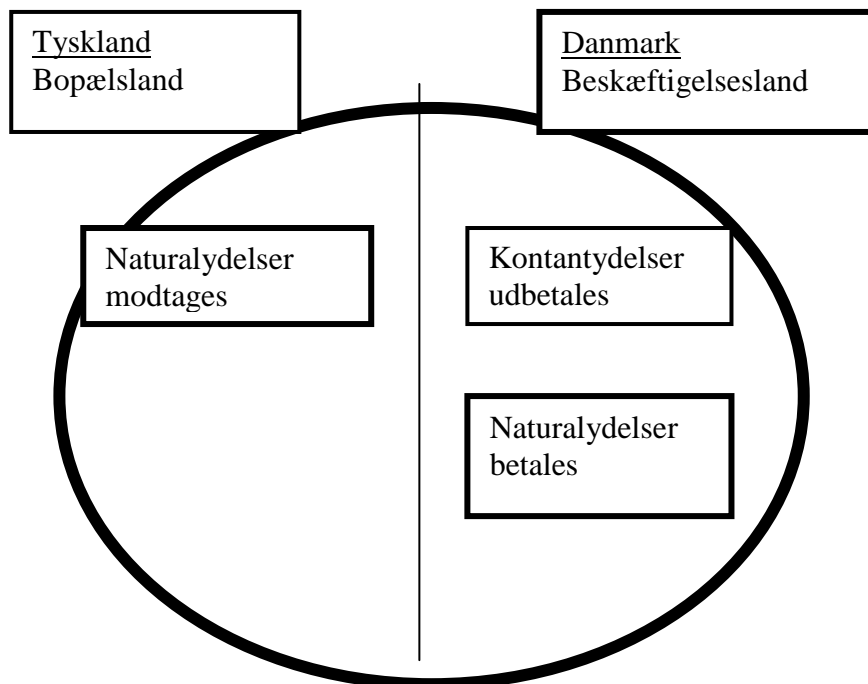 Tyskland
Bopælsland
Danmark
Beskæftigelsesland
Naturalydelser
modtages
Kontantydelser
udbetales
Naturalydelser
betales